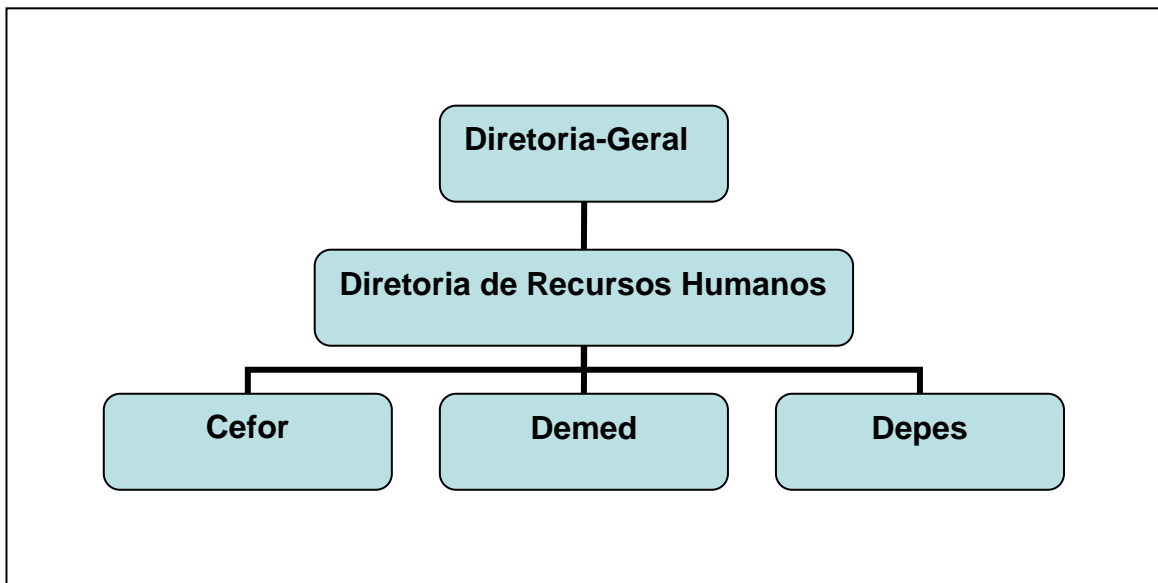 Diretoria-Geral
Diretoria de Recursos Humanos
Cefor
Demed
Depes